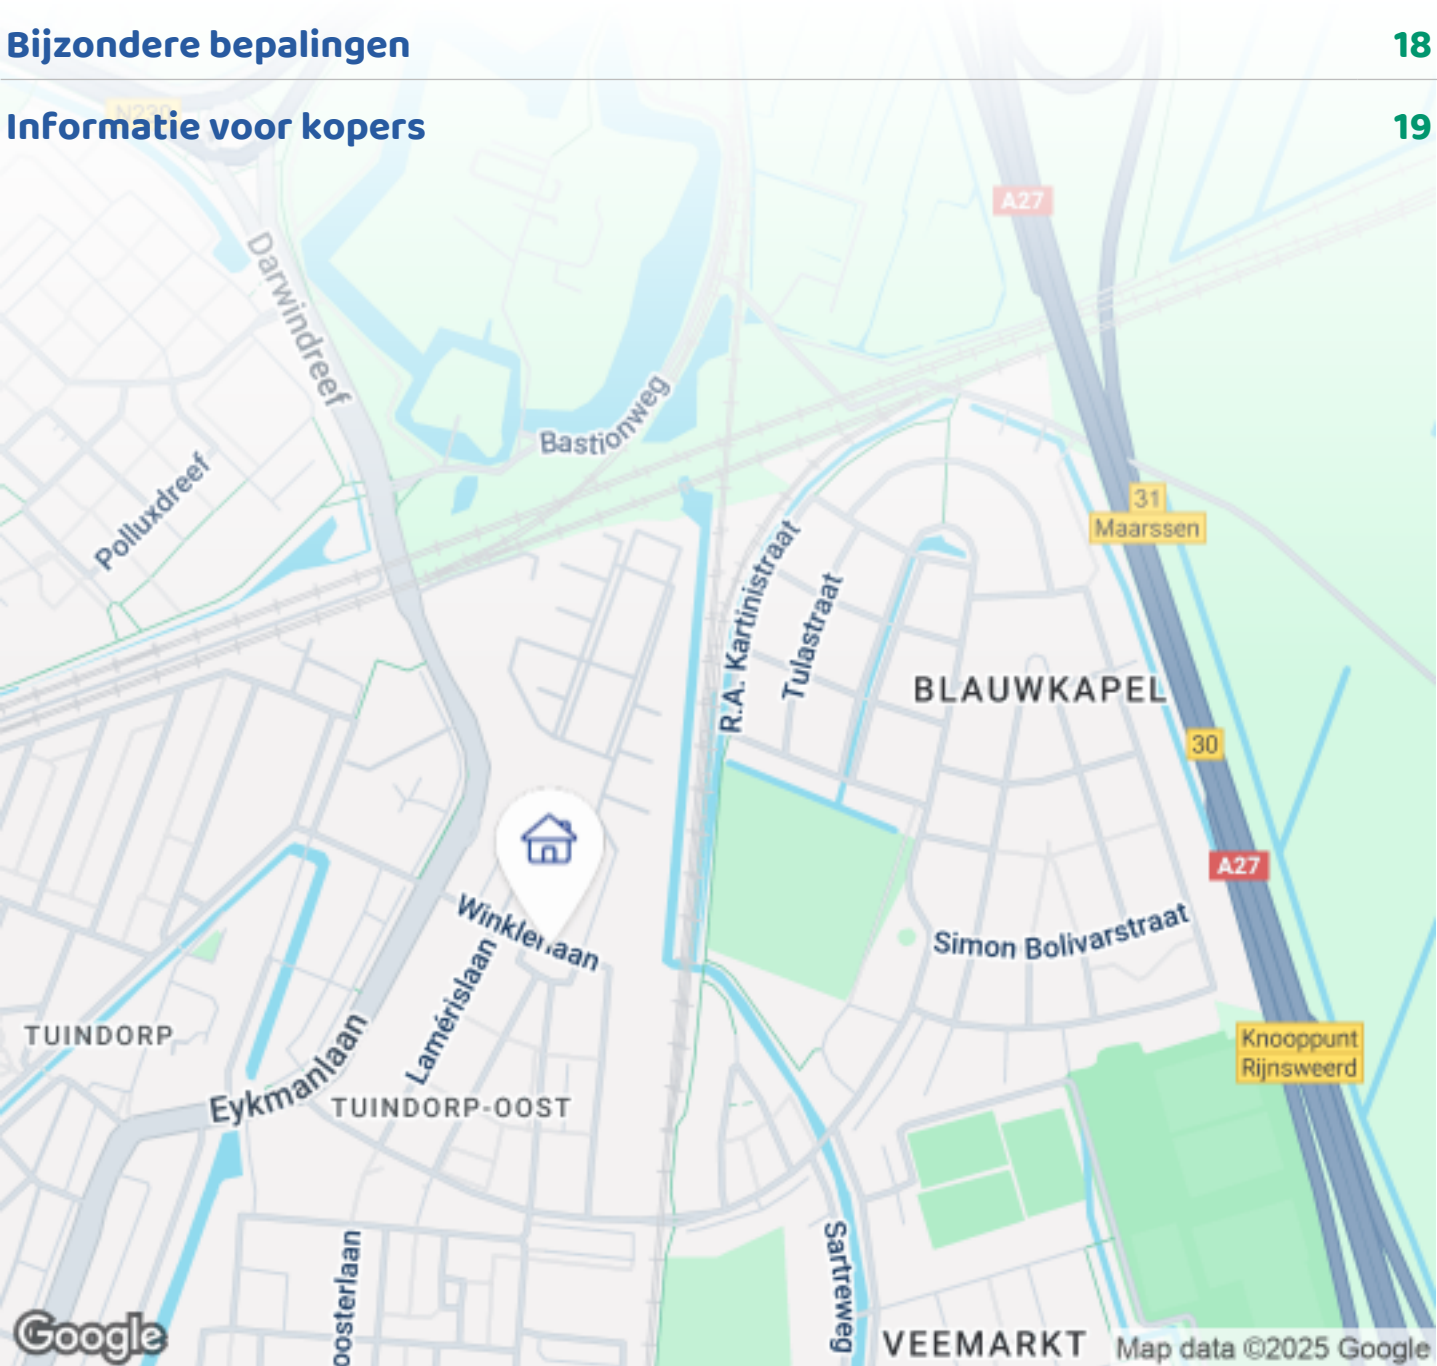 Bijzondere bepalingen 18
Informatie voor kopers 19
N230
A27
Darwindreef
Bastionweg
Polluxdreef
31
Maarssen
R.A. Kartinistraat
Tulastraat
BLAUWKAPEL
30
A27
Winklerlaan
Simon Bolivarstraat
Lamérislaan
TUINDORP
Knooppunt
Rijnsweerd
Eykmanlaan
TUINDORP-OOST
Sartreweg
oosterlaan
VEEMARKT
Google
Map data ©2025 Google